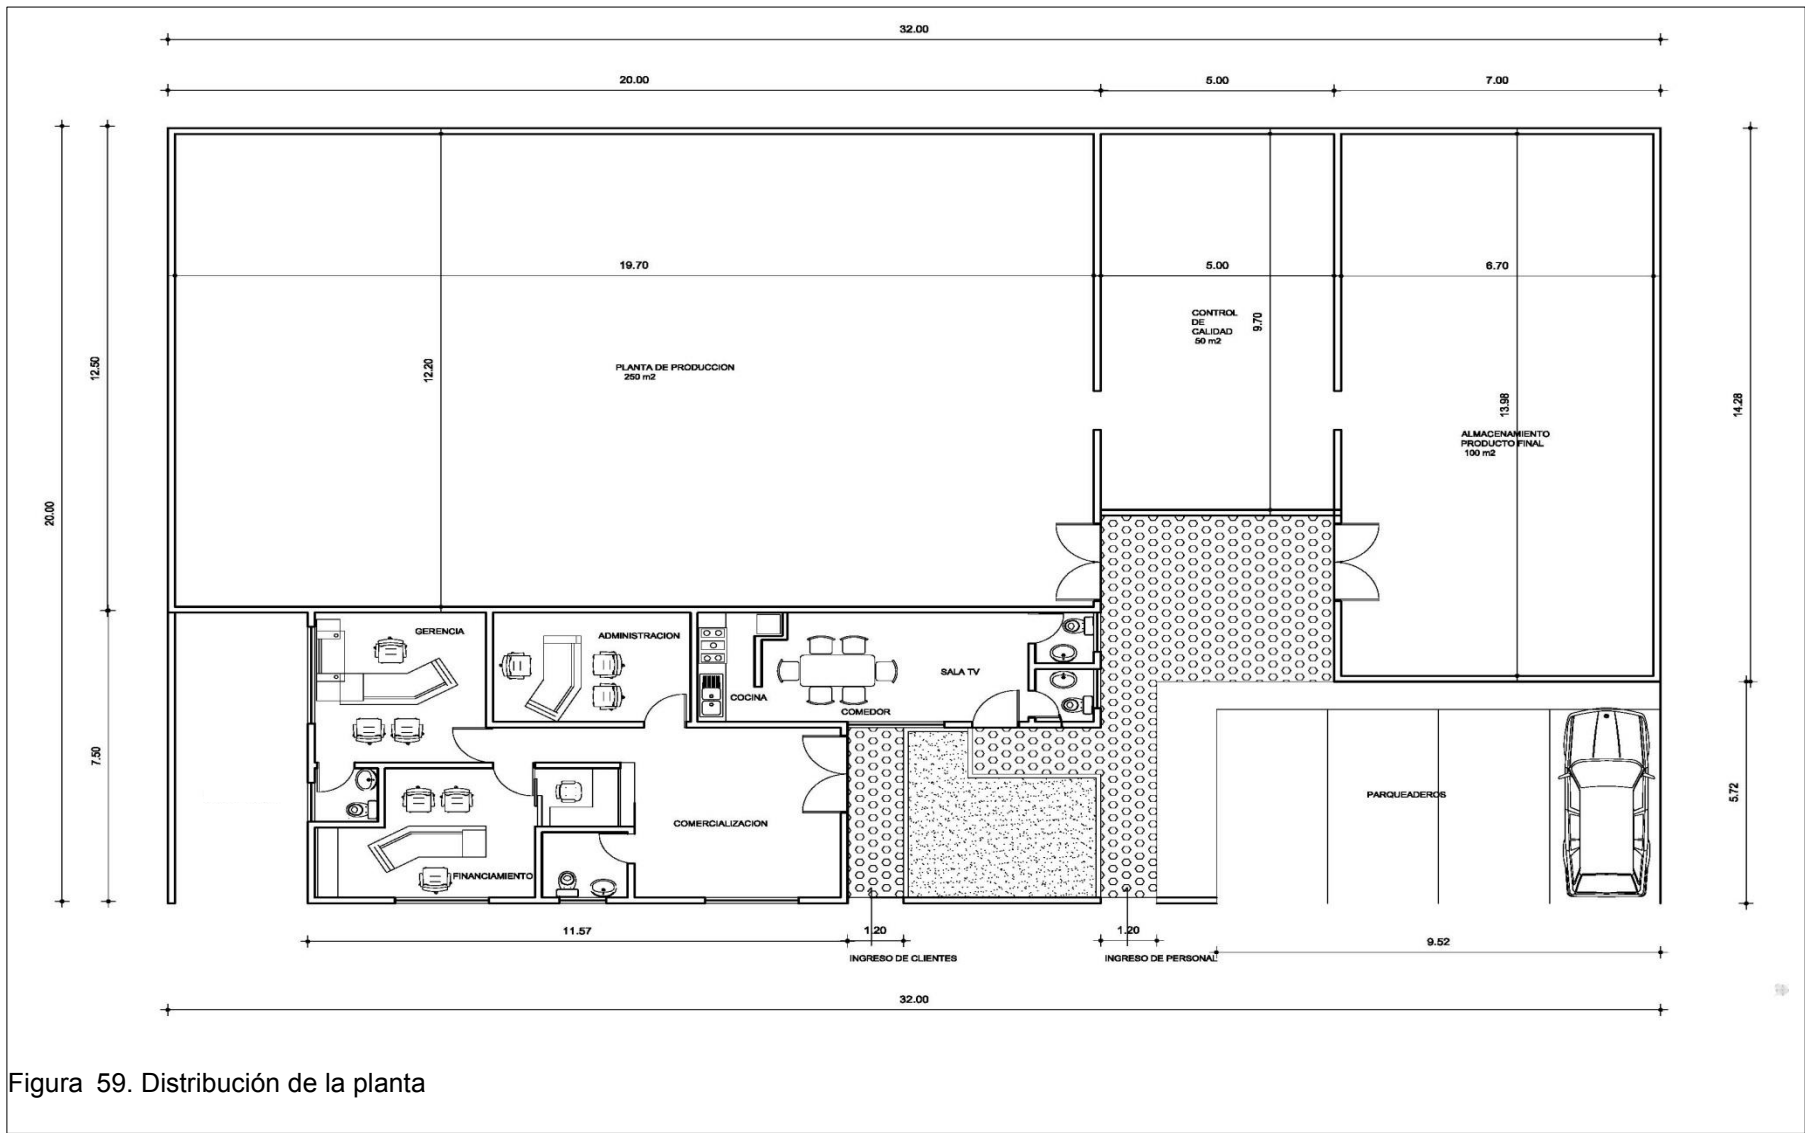 32.00
20.00
5.00
7.00
19.70
5.00
6.70
CONTROL
DE
CALIDAD
50 m2
9.70
12.50
12.20
PLANTA DE PRODUCCION
250 m2
13.98
14.28
ALMACENAMIENTO
PRODUCTO FINAL
100 m2
20.00
GERENCIA
ADMINISTRACION
SALA TV
COCINA
COMEDOR
7.50
PARQUEADEROS
5.72
COMERCIALIZACION
FINANCIAMIENTO
11.57
1.20
1.20
9.52
INGRESO DE CLIENTES
INGRESO DE PERSONAL
32.00
Figura 59. Distribución de la planta